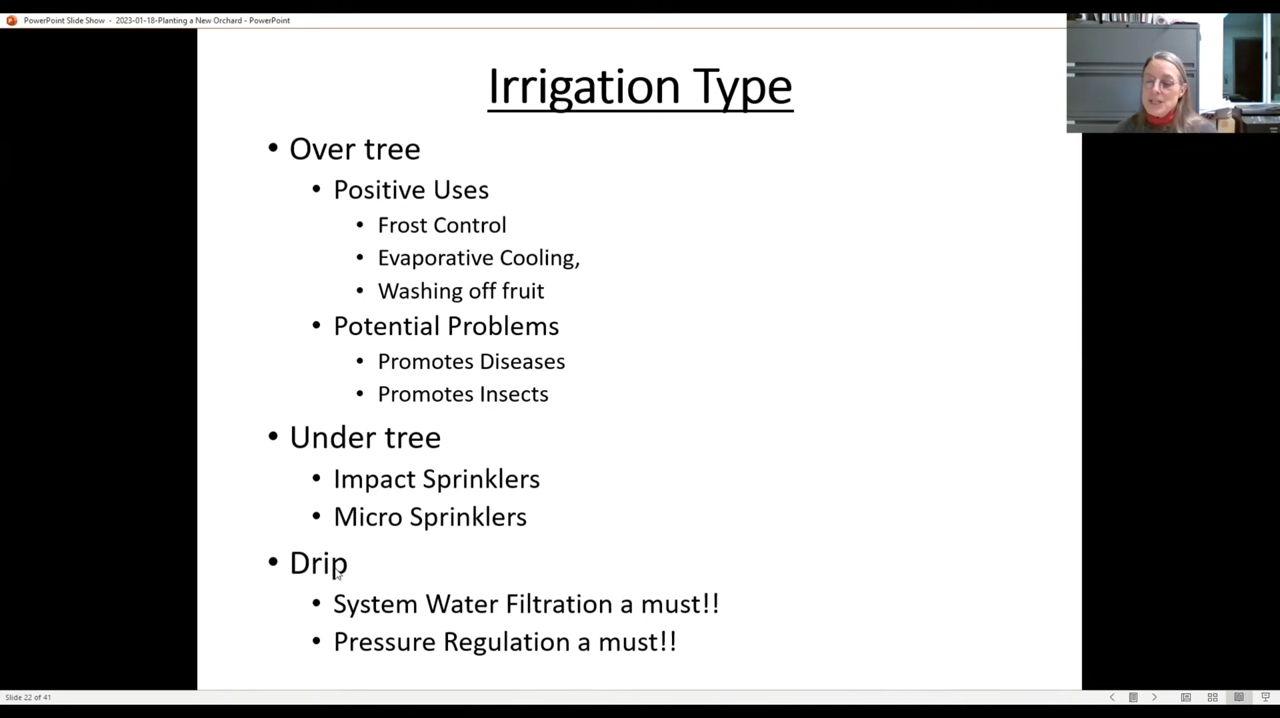 PowerPoint Slide Show - 2023-01-18-Planting a New Orchard - PowerPoint
Irrigation Type
• Over tree
• Positive Uses
• Frost Control
• Evaporative Cooling,
• Washing off fruit
• Potential Problems
• Promotes Diseases
• Promotes Insects
• Under tree
• Impact Sprinklers
• Micro Sprinklers
• Drip
• System Water Filtration a must!!
• Pressure Regulation a must!!
Slide 22 of 41